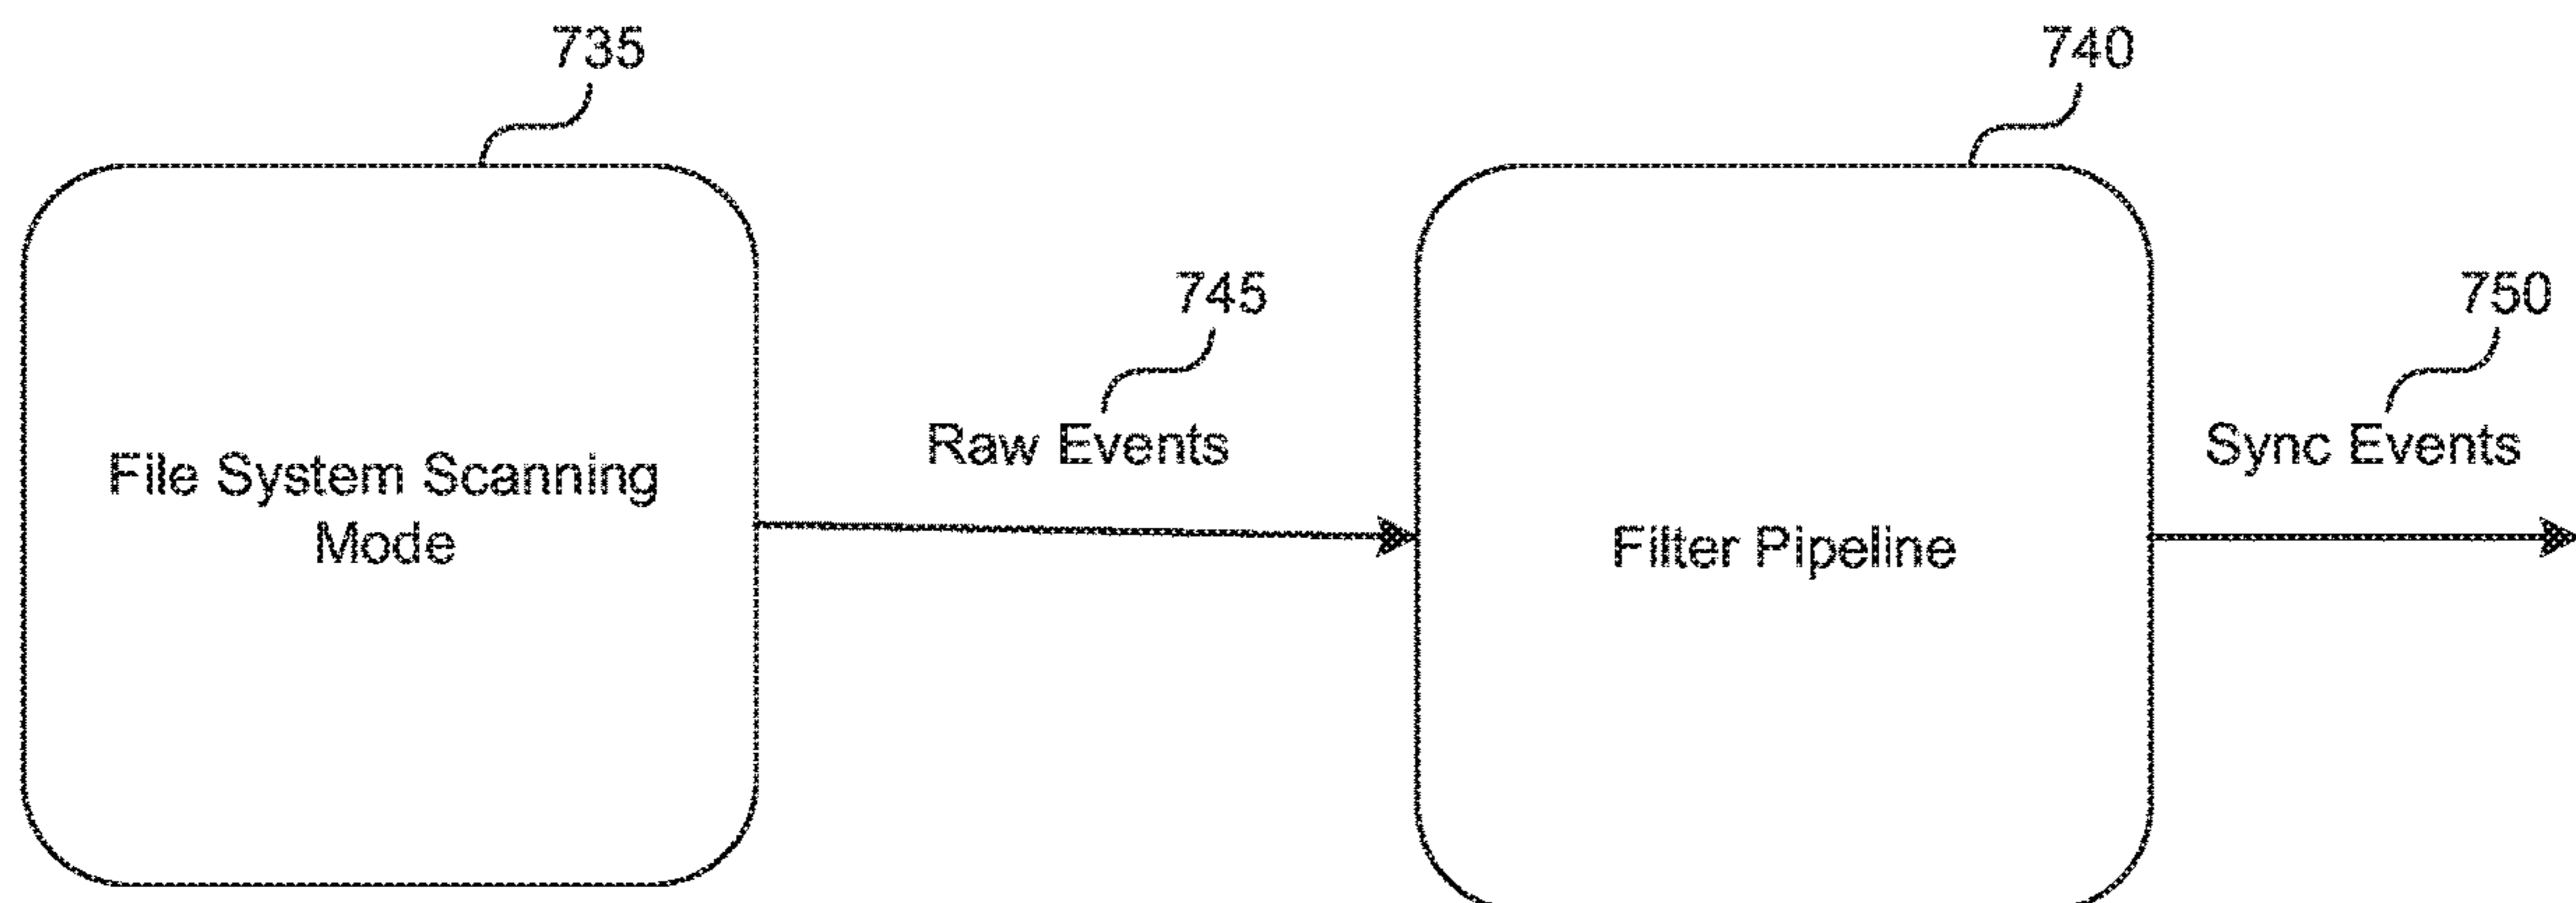 735
740
745
750
Raw Events
Sync Events
File System Scanning
Mode
Filter Pipeline